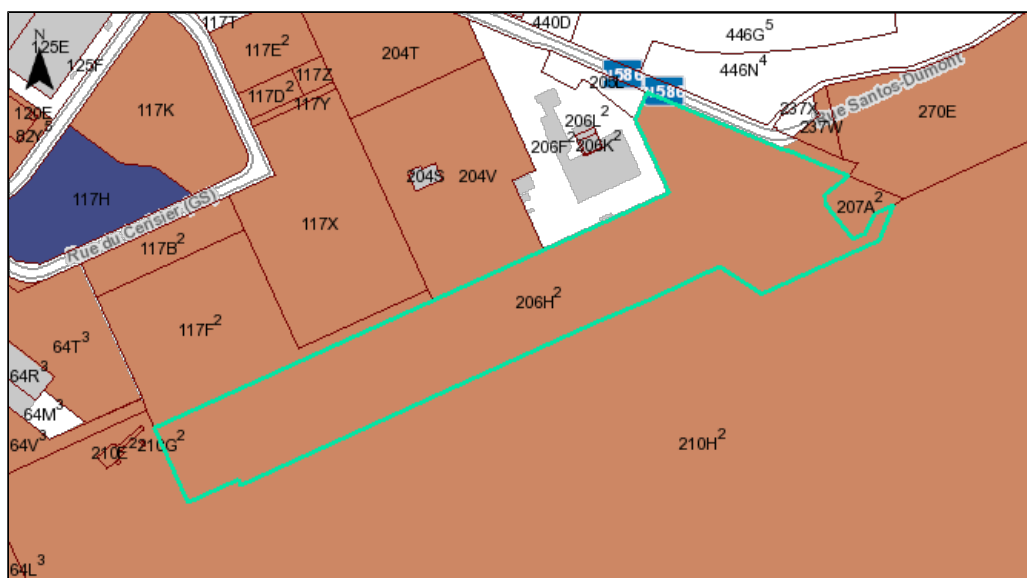 117T
440D
446G⁵
N
125E
125F
117E²
204T
446N⁴
117Z
117D²
117Y
120E
82Y⁵
117K
206L²
237X
237W
Rue Santos-Dumont
270E
206F²
206K²
204S
204V
117H
207A²
Rue du Cerisier (GS)
117X
117B²
206H²
117F²
64T³
64R³
64M³
64V³
210E²
210G²
210H²
64L³